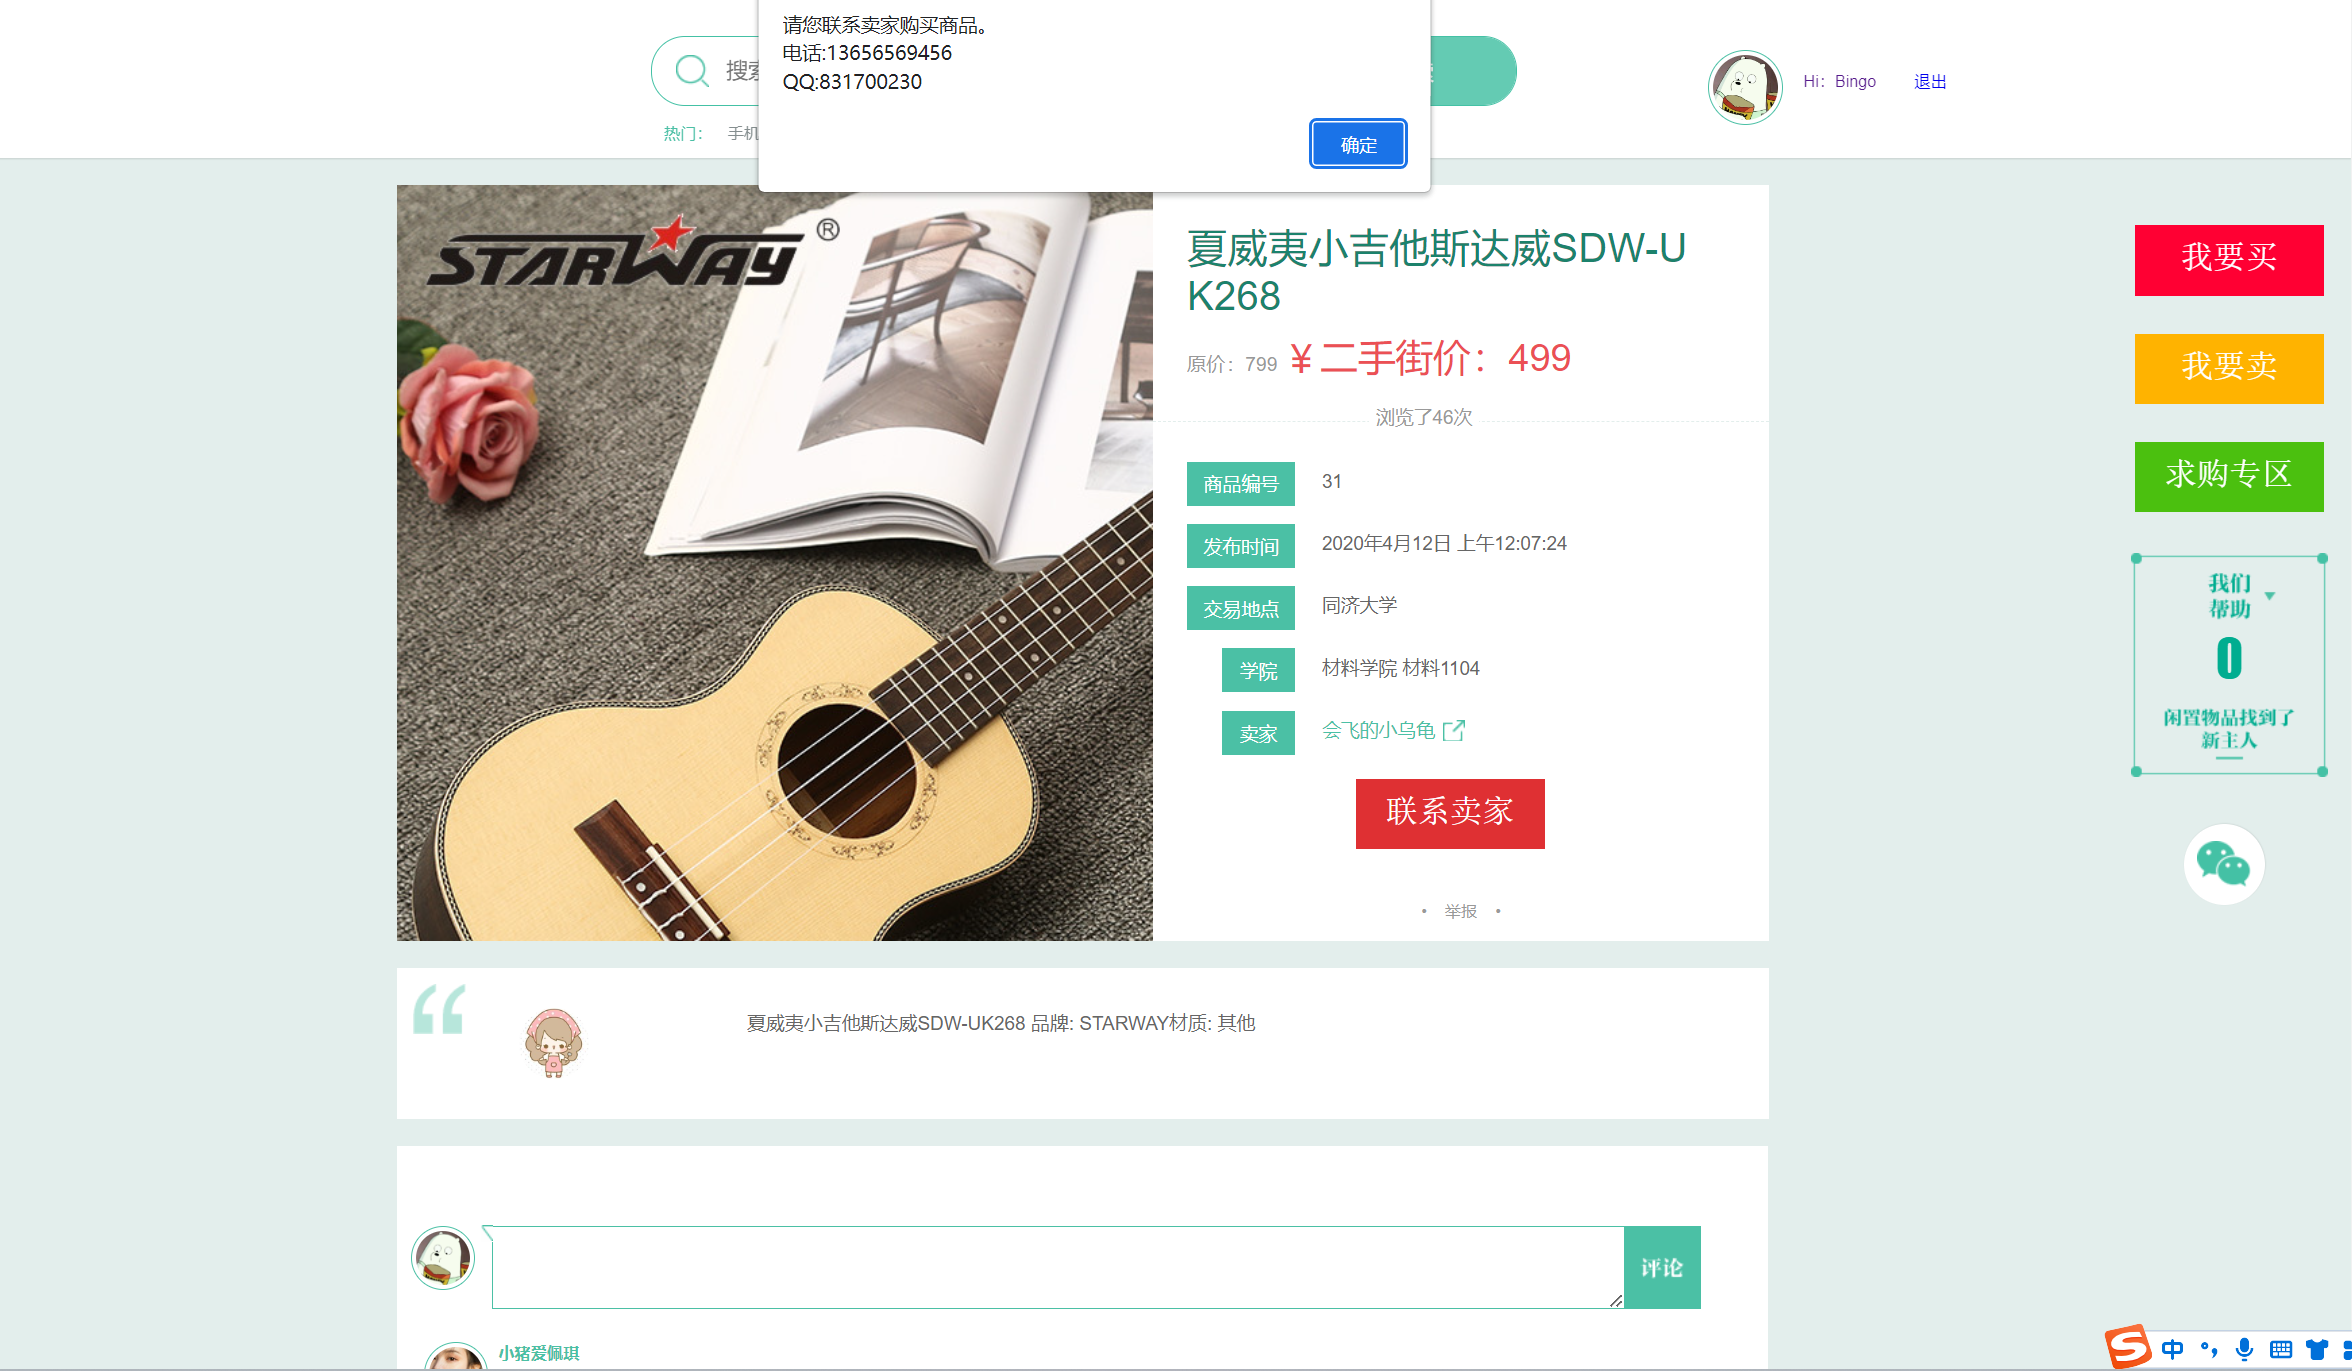 请您联系卖家购买商品。
电话:13656569456
QQ:831700230
确定
搜索
热门：
手机
Hi：Bingo
退出
STARWAY®
夏威夷小吉他斯达威SDW-U
K268
原价：799 ¥ 二手街价：499
浏览了46次
商品编号 31
发布时间 2020年4月12日 上午12:07:24
交易地点 同济大学
学院 材料学院 材料1104
卖家 会飞的小乌龟
联系卖家
• 举报 •
我要买
我要卖
求购专区
我们
帮助
0
闲置物品找到了
新主人
夏威夷小吉他斯达威SDW-UK268 品牌: STARWAY材质: 其他
评论
小猪爱佩琪
S 中